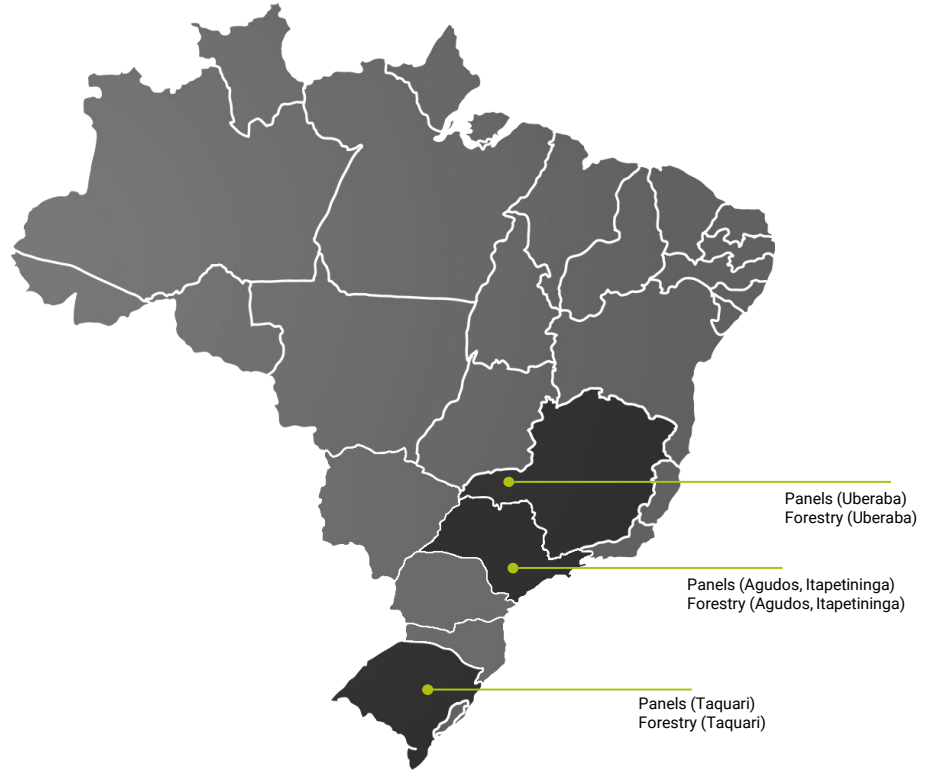 Panels (Uberaba)
Forestry (Uberaba)
Panels (Agudos, Itapetininga)
Forestry (Agudos, Itapetininga)
Panels (Taquari)
Forestry (Taquari)